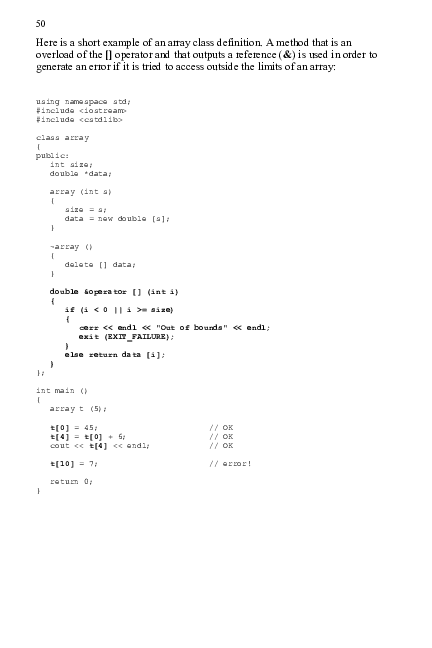 50
Here is a short example of an array class definition. A method that is an
overload of the [] operator and that outputs a reference (&) is used in order to
generate an error if it is tried to access outside the limits of an array:
using namespace std;
#include <iostream>
#include <cstdlib>
class array
{
public:
int size;
double *data;
array (int s)
{
size = s;
data = new double [s];
}
~array ()
{
delete [] data;
}
double &operator [] (int i)
{
if (i < 0 || i >= size)
{
cerr << endl << "Out of bounds" << endl;
exit (EXIT_FAILURE);
}
else return data [i];
}
};
int main ()
{
array t (5);
t[0] = 45; // OK
t[4] = t[0] + 6; // OK
cout << t[4] << endl; // OK
t[10] = 7; // error!
return 0;
}